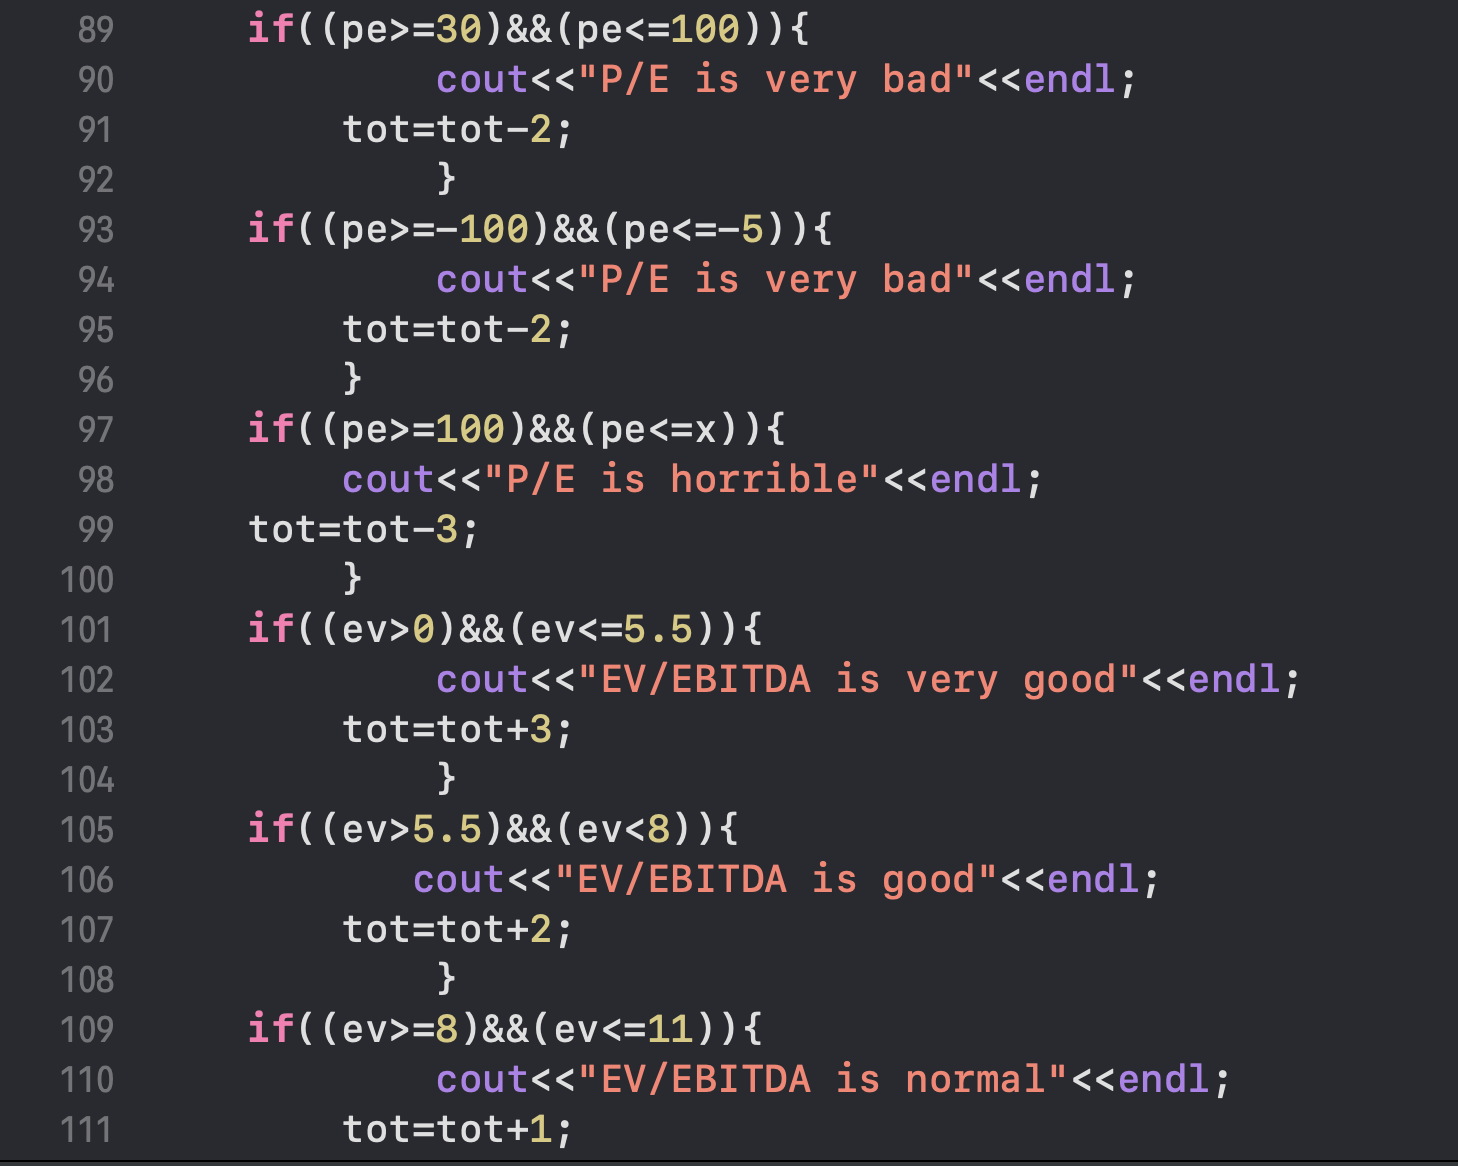 89 if((pe>=30)&&(pe<=100)){
90 cout<<"P/E is very bad"<<endl;
91 tot=tot-2;
92 }
93 if((pe>=-100)&&(pe<=-5)){
94 cout<<"P/E is very bad"<<endl;
95 tot=tot-2;
96 }
97 if((pe>=100)&&(pe<=x)){
98 cout<<"P/E is horrible"<<endl;
99 tot=tot-3;
100 }
101 if((ev>0)&&(ev<=5.5)){
102 cout<<"EV/EBITDA is very good"<<endl;
103 tot=tot+3;
104 }
105 if((ev>5.5)&&(ev<8)){
106 cout<<"EV/EBITDA is good"<<endl;
107 tot=tot+2;
108 }
109 if((ev>=8)&&(ev<=11)){
110 cout<<"EV/EBITDA is normal"<<endl;
111 tot=tot+1;